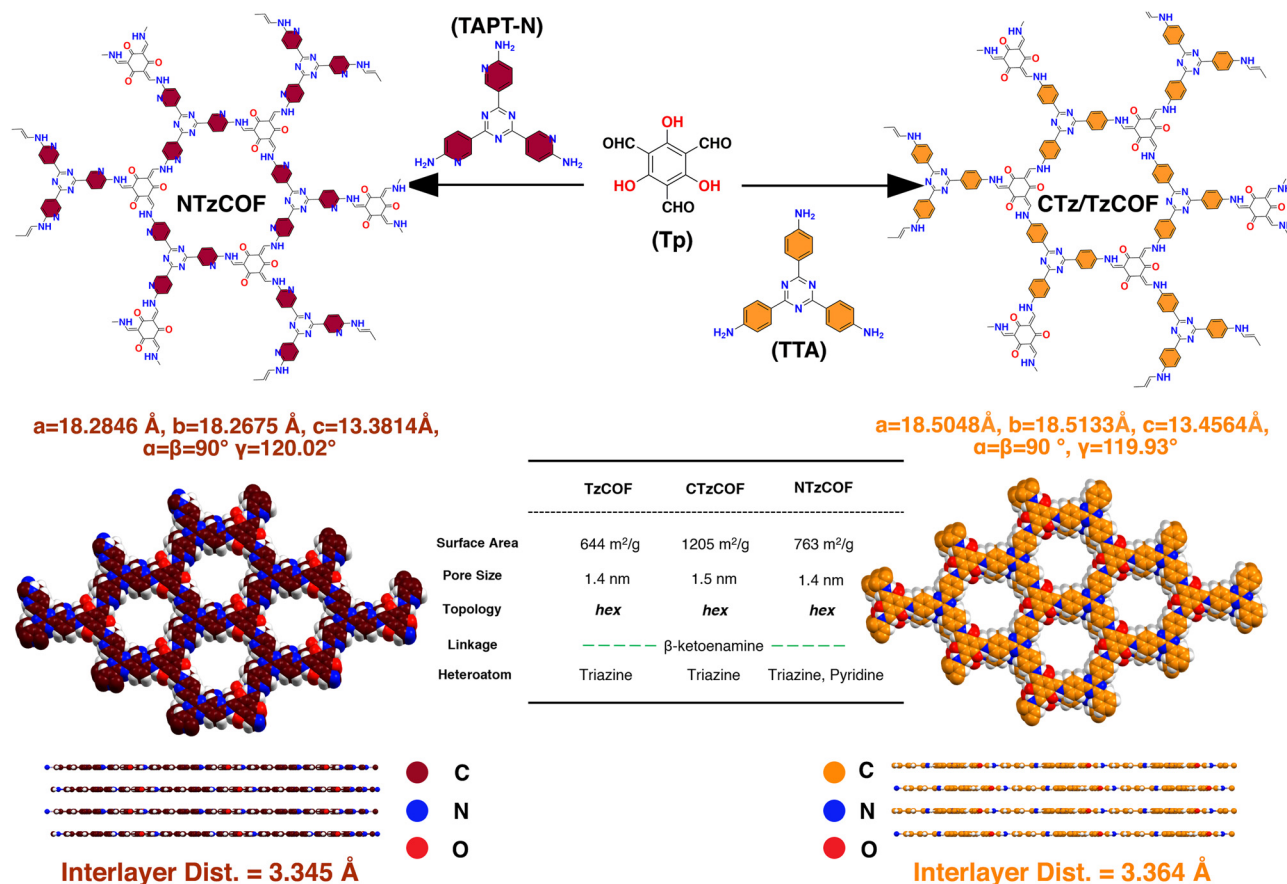 (TAPT-N)
(Tp)
(TTA)
NTzCOF
CTz/TzCOF
NH2
N
N
N
N
N
N
H2N
NH2
CHO
OH
OHC
CHO
HO
OH
CHO
NH2
N
N
N
H2N
NH2
a=18.2846 Å, b=18.2675 Å, c=13.3814Å,
α=β=90° γ=120.02°
a=18.5048Å, b=18.5133Å, c=13.4564Å,
α=β=90 °, γ=119.93°
TzCOF CTzCOF NTzCOF
Surface Area 644 m²/g 1205 m²/g 763 m²/g
Pore Size 1.4 nm 1.5 nm 1.4 nm
Topology hex hex hex
Linkage β-ketoenamine
Heteroatom Triazine Triazine Triazine, Pyridine
C
N
O
C
N
O
Interlayer Dist. = 3.345 Å
Interlayer Dist. = 3.364 Å